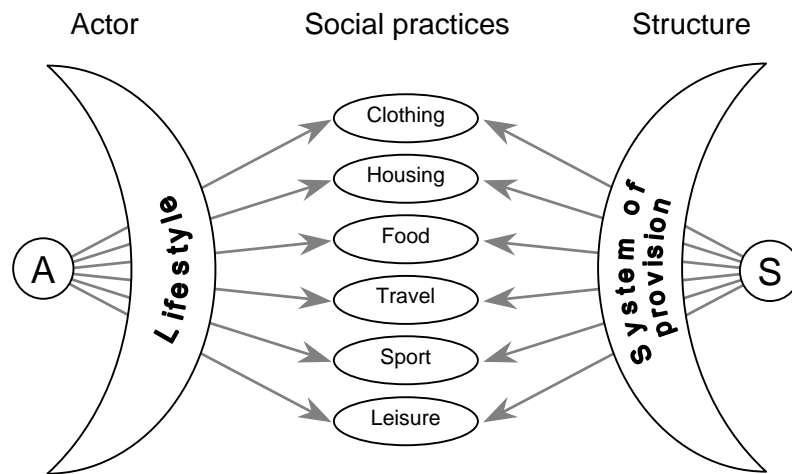 Actor
Social practices
Structure
Clothing
Housing
Food
Travel
Sport
Leisure
A
Lifestyle
System of
provision
S